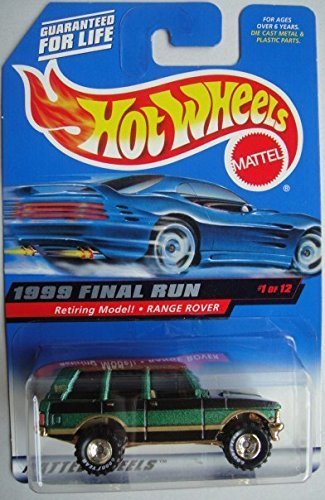 GUARANTEED
FOR LIFE
FOR AGES
OVER 6 YEARS.
DIE CAST METAL &
PLASTIC PARTS.
HOT WHEELS
MATTEL
®
1999 FINAL RUN
#1 OF 12
Retiring Model! • RANGE ROVER